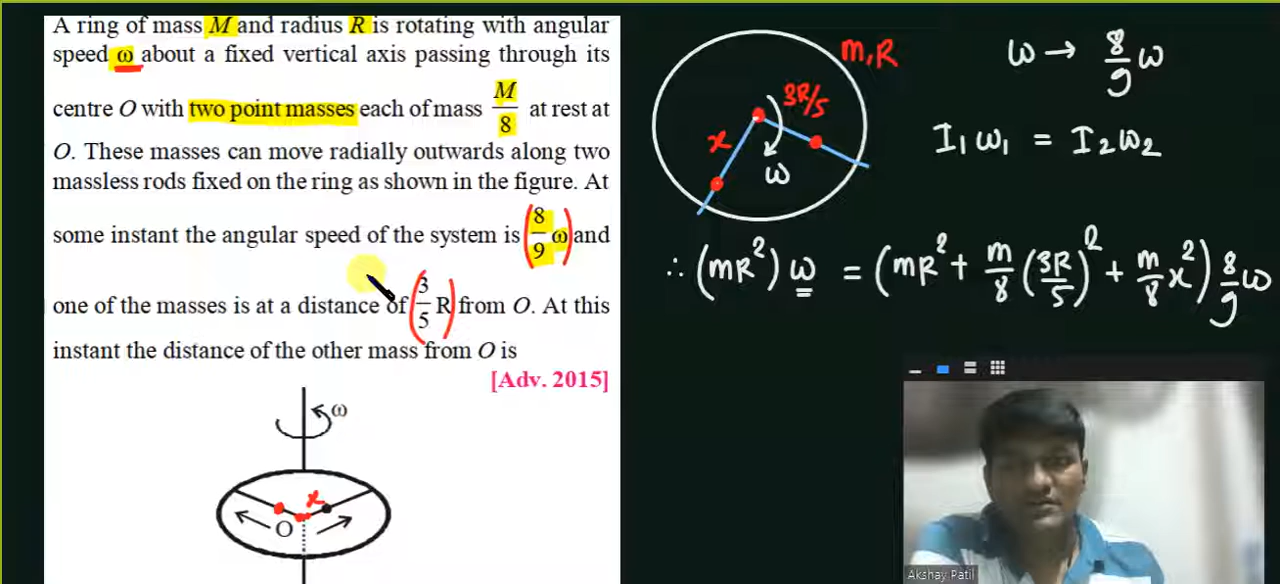 A ring of mass M and radius R is rotating with angular
speed ω about a fixed vertical axis passing through its
centre O with two point masses each of mass M/8 at rest at
O. These masses can move radially outwards along two
massless rods fixed on the ring as shown in the figure. At
some instant the angular speed of the system is (8/9 ω) and
one of the masses is at a distance of (3/5 R) from O. At this
instant the distance of the other mass from O is
[Adv. 2015]
ω
x
O
m, R
3R/5
x
ω
ω → 8/9 ω
I₁ω₁ = I₂ω₂
∴ (mR²) ω = (mR² + m/8 (3R/5)² + m/8 x²) 8/9 ω
Akshay Patil